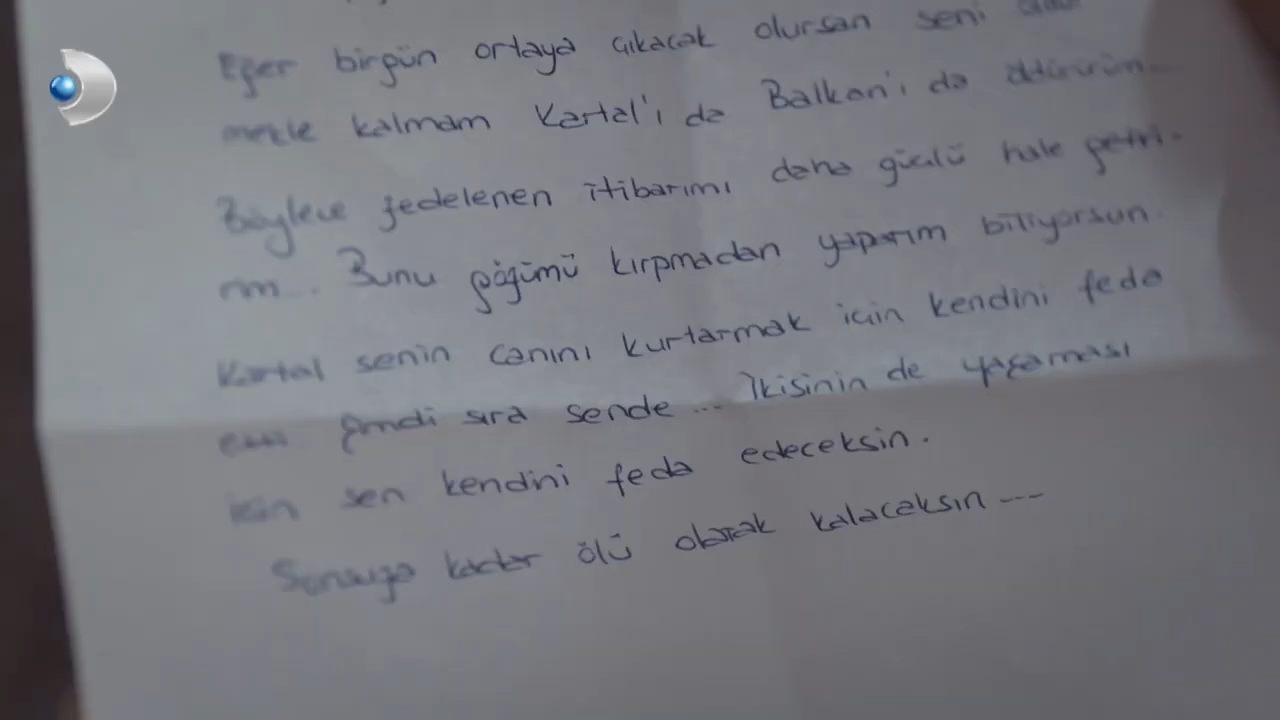 Eğer birgün ortaya çıkacak olursan seni
mekle kalmam Kartal'ı da Balkan'ı da öldürürüm...
Böylece zedelenen itibarımı daha güçlü hale getiri-
rim... Bunu gözümü kırpmadan yaparım biliyorsun.
Kartal senin canını kurtarmak için kendini feda
etti şimdi sıra sende... İkisinin de yaşaması
için sen kendini feda edeceksin.
Sonsuza kadar ölü olarak kalacaksın ---